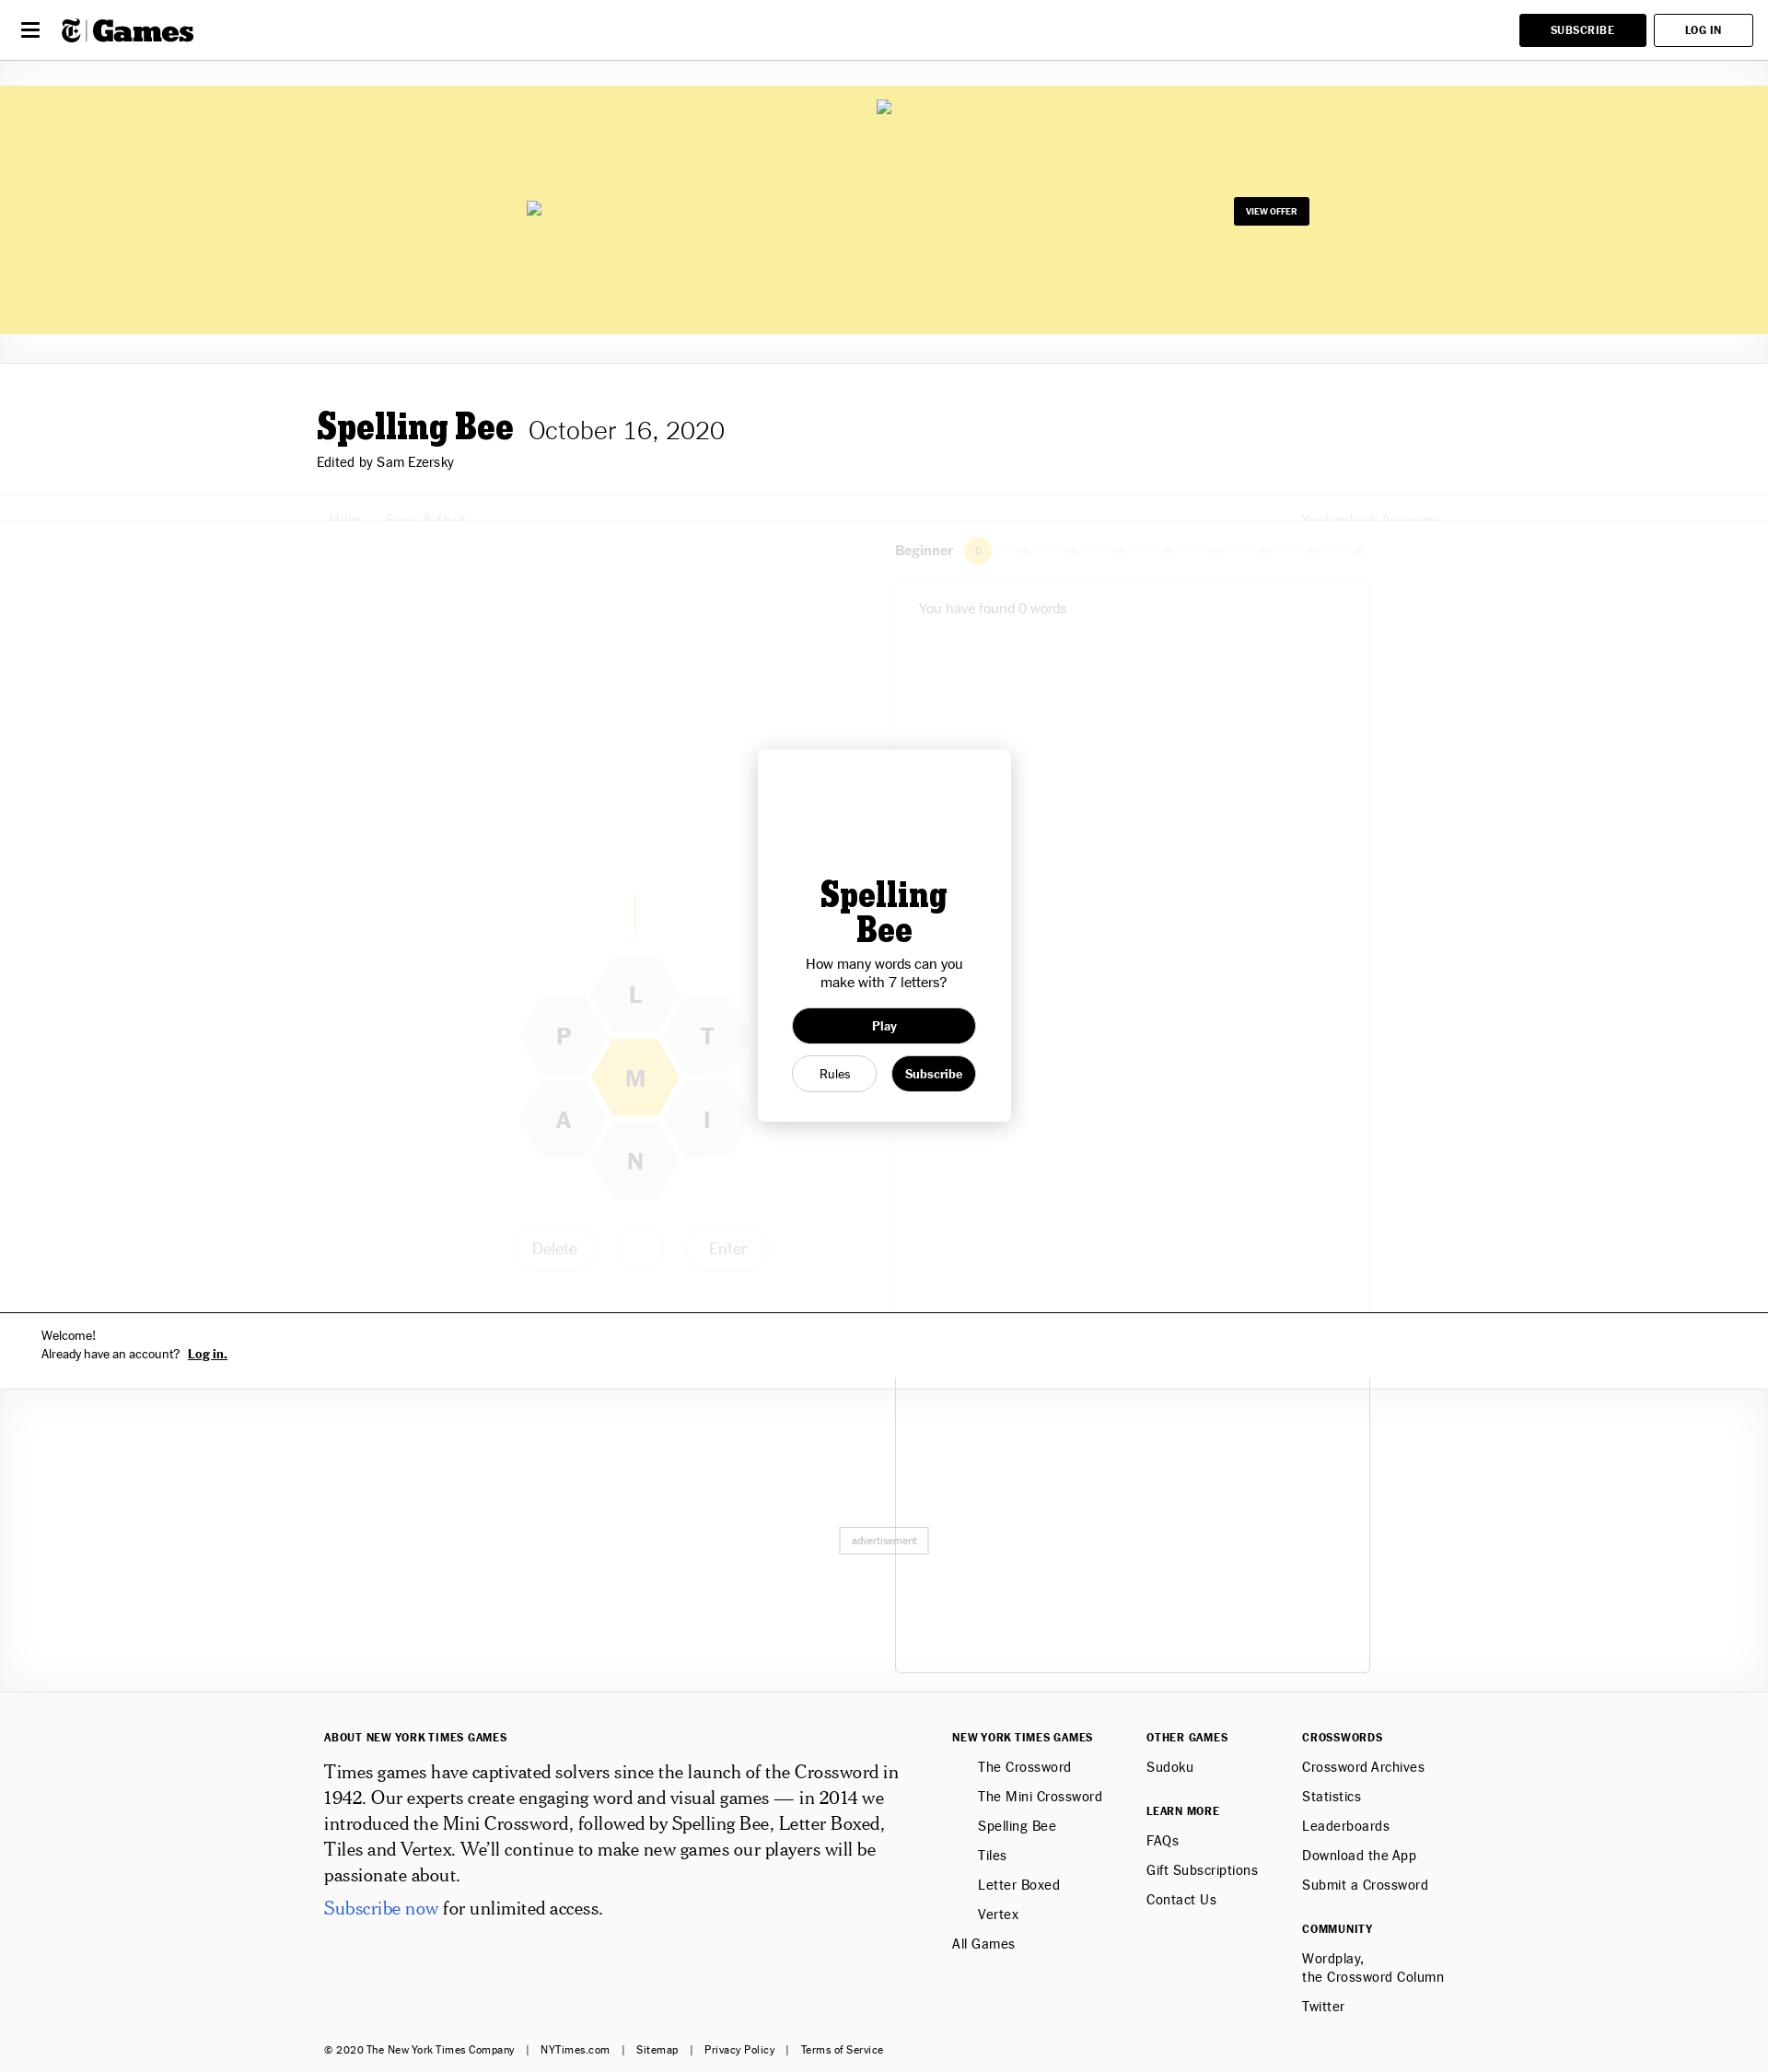 T Games
SUBSCRIBE
LOG IN
VIEW OFFER
Spelling Bee October 16, 2020
Edited by Sam Ezersky
Help Save & Quit Yesterday's Answers
Beginner 0
You have found 0 words
Spelling
Bee
How many words can you
make with 7 letters?
Play
Rules Subscribe
L
P T
M
A I
N
Delete Enter
Welcome!
Already have an account? Log in.
advertisement
ABOUT NEW YORK TIMES GAMES
Times games have captivated solvers since the launch of the Crossword in
1942. Our experts create engaging word and visual games — in 2014 we
introduced the Mini Crossword, followed by Spelling Bee, Letter Boxed,
Tiles and Vertex. We’ll continue to make new games our players will be
passionate about.
Subscribe now for unlimited access.
NEW YORK TIMES GAMES
The Crossword
The Mini Crossword
Spelling Bee
Tiles
Letter Boxed
Vertex
All Games
OTHER GAMES
Sudoku
LEARN MORE
FAQs
Gift Subscriptions
Contact Us
CROSSWORDS
Crossword Archives
Statistics
Leaderboards
Download the App
Submit a Crossword
COMMUNITY
Wordplay,
the Crossword Column
Twitter
© 2020 The New York Times Company | NYTimes.com | Sitemap | Privacy Policy | Terms of Service